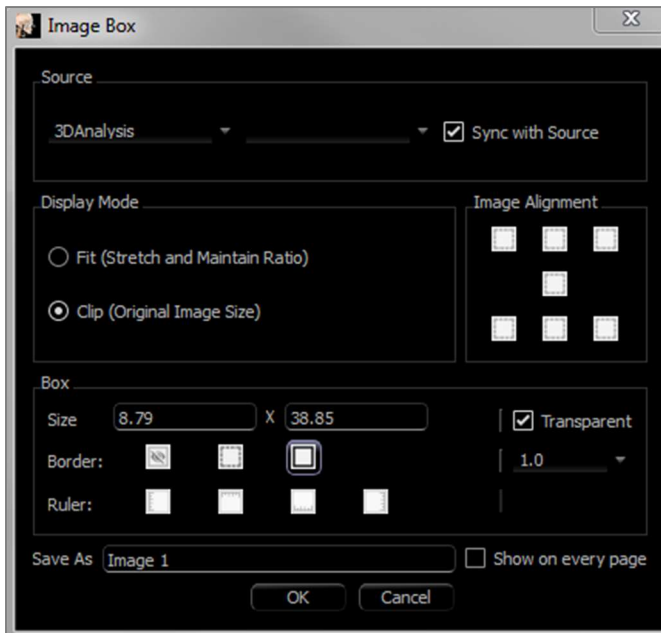 Image Box
Source
3DAnalysis
Sync with Source
Display Mode
Image Alignment
Fit (Stretch and Maintain Ratio)
Clip (Original Image Size)
Box
Size 8.79 X 38.85
Transparent
Border:
1.0
Ruler:
Save As Image 1
Show on every page
OK Cancel